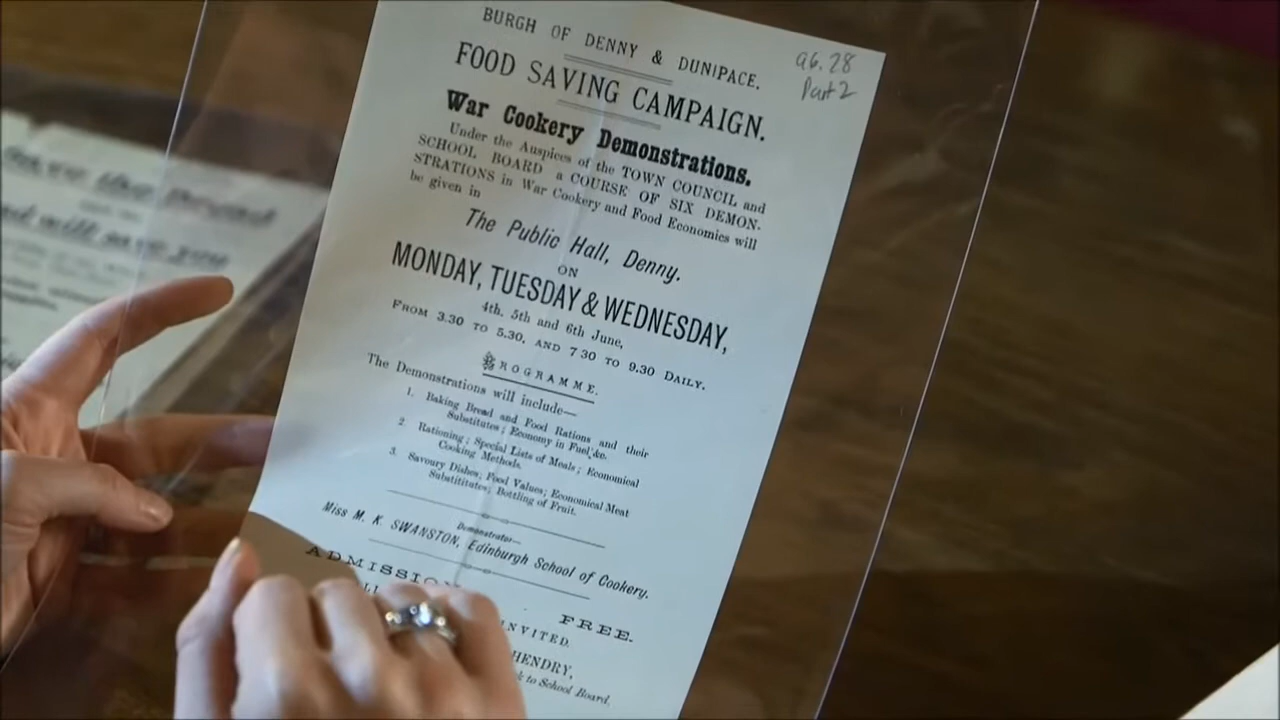 BURGH OF DENNY & DUNIPACE.
a6.28
Part 2
FOOD SAVING CAMPAIGN.
War Cookery Demonstrations.
Under the Auspices of the TOWN COUNCIL and
SCHOOL BOARD a COURSE OF SIX DEMON-
STRATIONS in War Cookery and Food Economics will
be given in
The Public Hall, Denny.
ON
MONDAY, TUESDAY & WEDNESDAY,
4th, 5th and 6th June,
FROM 3.30 TO 5.30, AND 7 30 TO 9.30 DAILY.
PROGRAMME.
The Demonstrations will include—
1. Baking Bread and Food Rations and their
Substitutes; Economy in Fuel, &c.
2 Rationing; Special Lists of Meals; Economical
Cooking Methods.
3. Savoury Dishes; Food Values; Economical Meat
Substititutes; Bottling of Fruit.
Demonstrator—
Miss M. K. SWANSTON, Edinburgh School of Cookery.
ADMISSION FREE.
INVITED.
HENDRY,
to School Board.
will save you